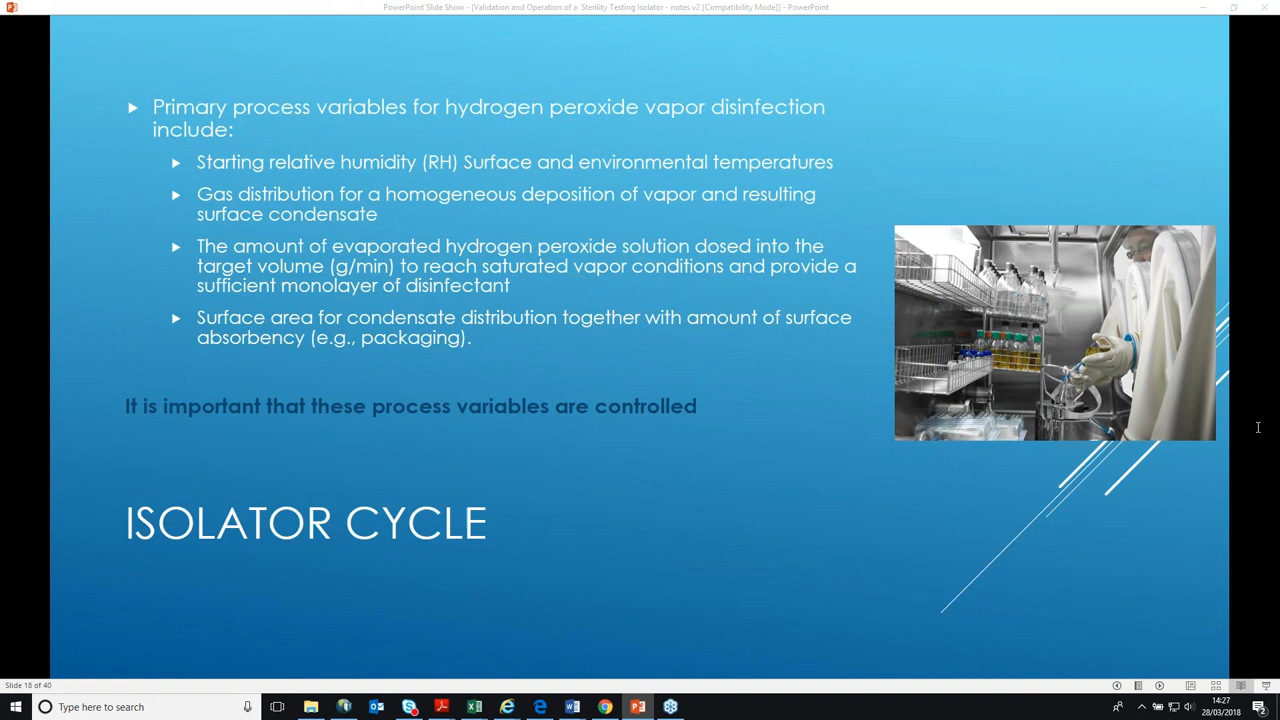 PowerPoint Slide Show - [Validation and Operation of a Sterility Testing Isolator - notes v2 [Compatibility Mode]] - PowerPoint
Primary process variables for hydrogen peroxide vapor disinfection
include:
Starting relative humidity (RH) Surface and environmental temperatures
Gas distribution for a homogeneous deposition of vapor and resulting
surface condensate
The amount of evaporated hydrogen peroxide solution dosed into the
target volume (g/min) to reach saturated vapor conditions and provide a
sufficient monolayer of disinfectant
Surface area for condensate distribution together with amount of surface
absorbency (e.g., packaging).
It is important that these process variables are controlled
ISOLATOR CYCLE
Slide 18 of 40
Type here to search
14:27
28/03/2018
2